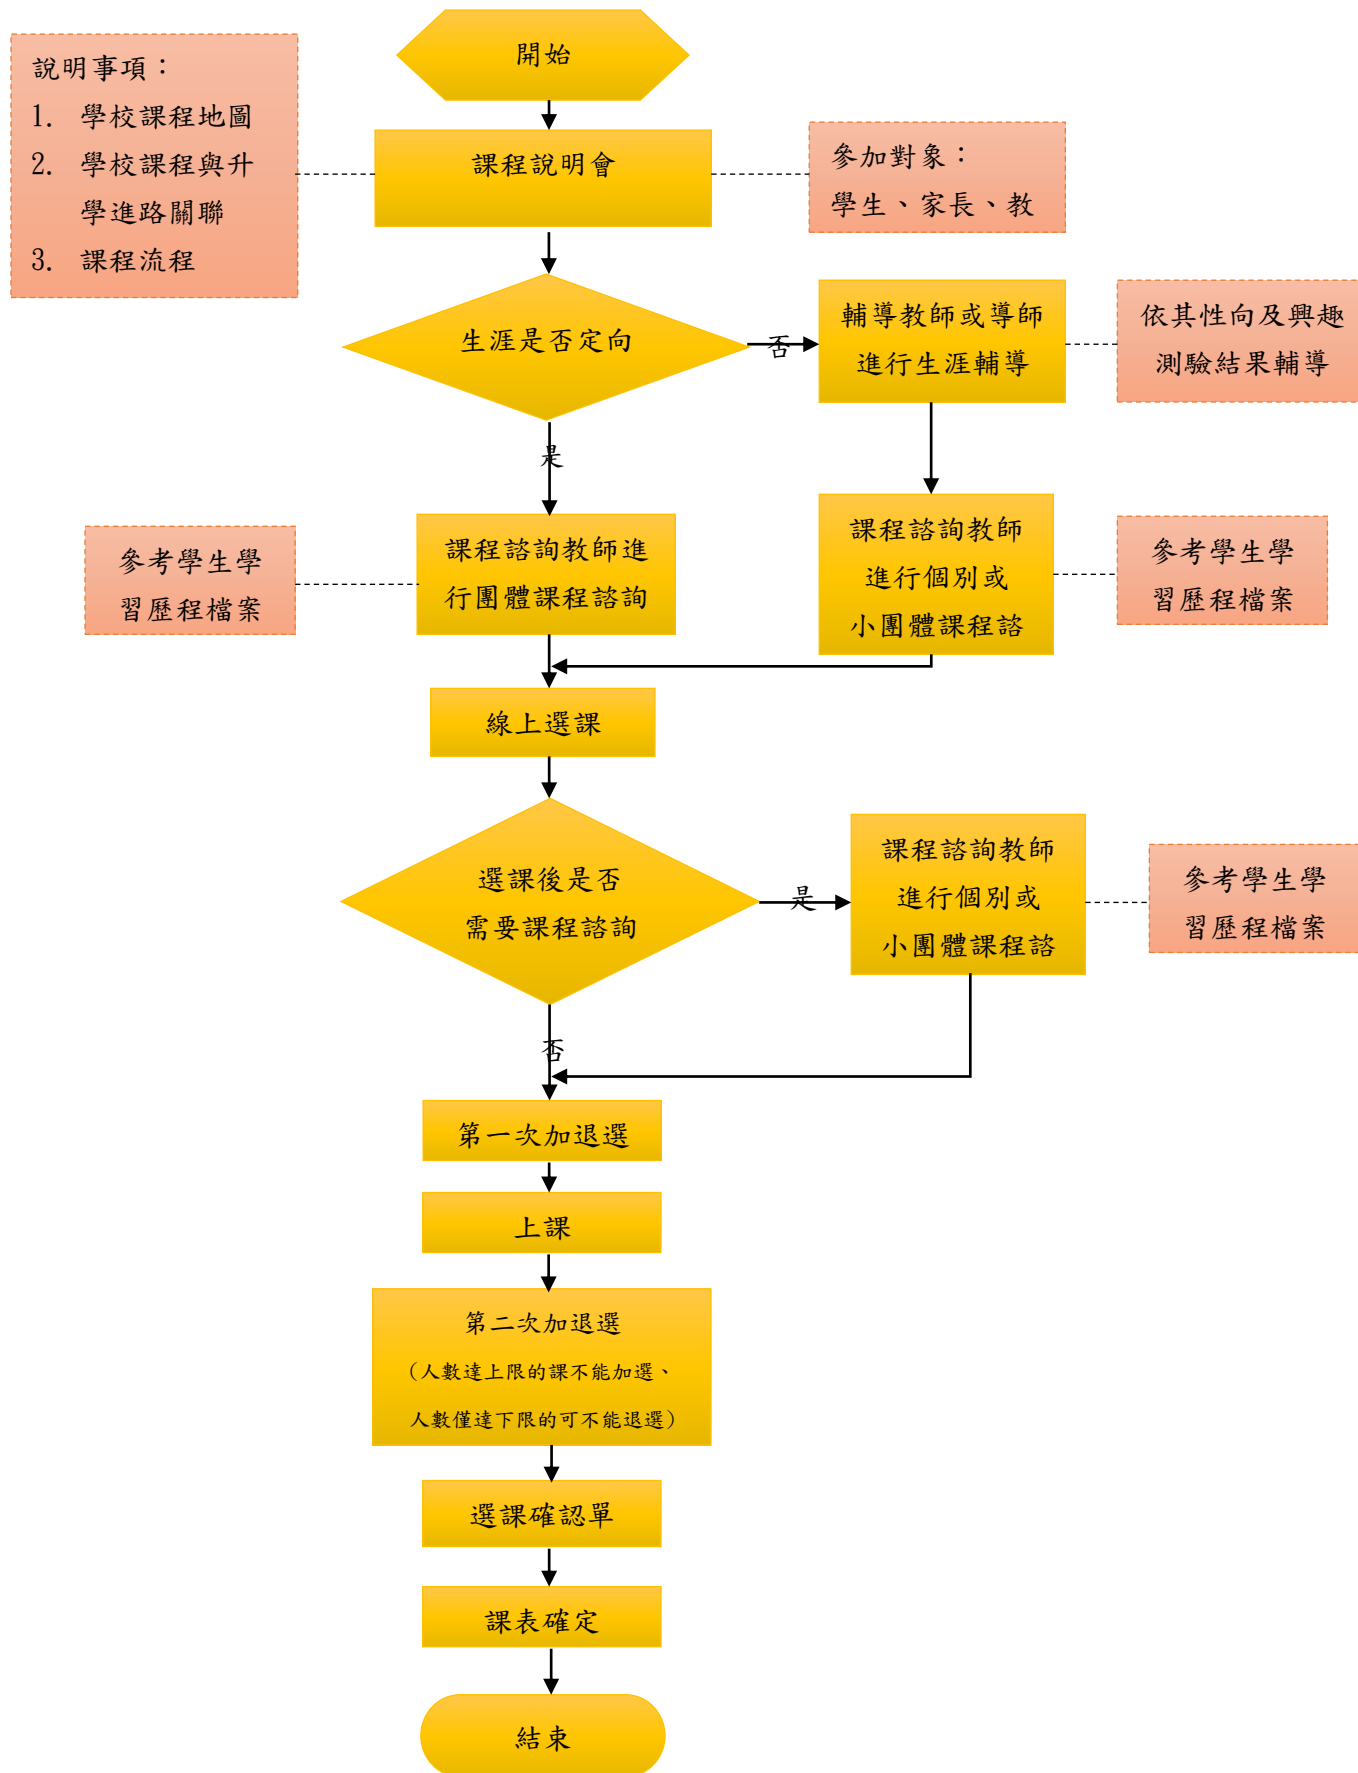 開始
說明事項：
1. 學校課程地圖
2. 學校課程與升
學進路關聯
3. 課程流程
課程說明會
參加對象：
學生、家長、教
生涯是否定向
否
輔導教師或導師
進行生涯輔導
依其性向及興趣
測驗結果輔導
是
參考學生學
習歷程檔案
課程諮詢教師進
行團體課程諮詢
課程諮詢教師
進行個別或
小團體課程諮
參考學生學
習歷程檔案
線上選課
選課後是否
需要課程諮詢
是
課程諮詢教師
進行個別或
小團體課程諮
參考學生學
習歷程檔案
否
第一次加退選
上課
第二次加退選
（人數達上限的課不能加選、
人數僅達下限的可不能退選）
選課確認單
課表確定
結束